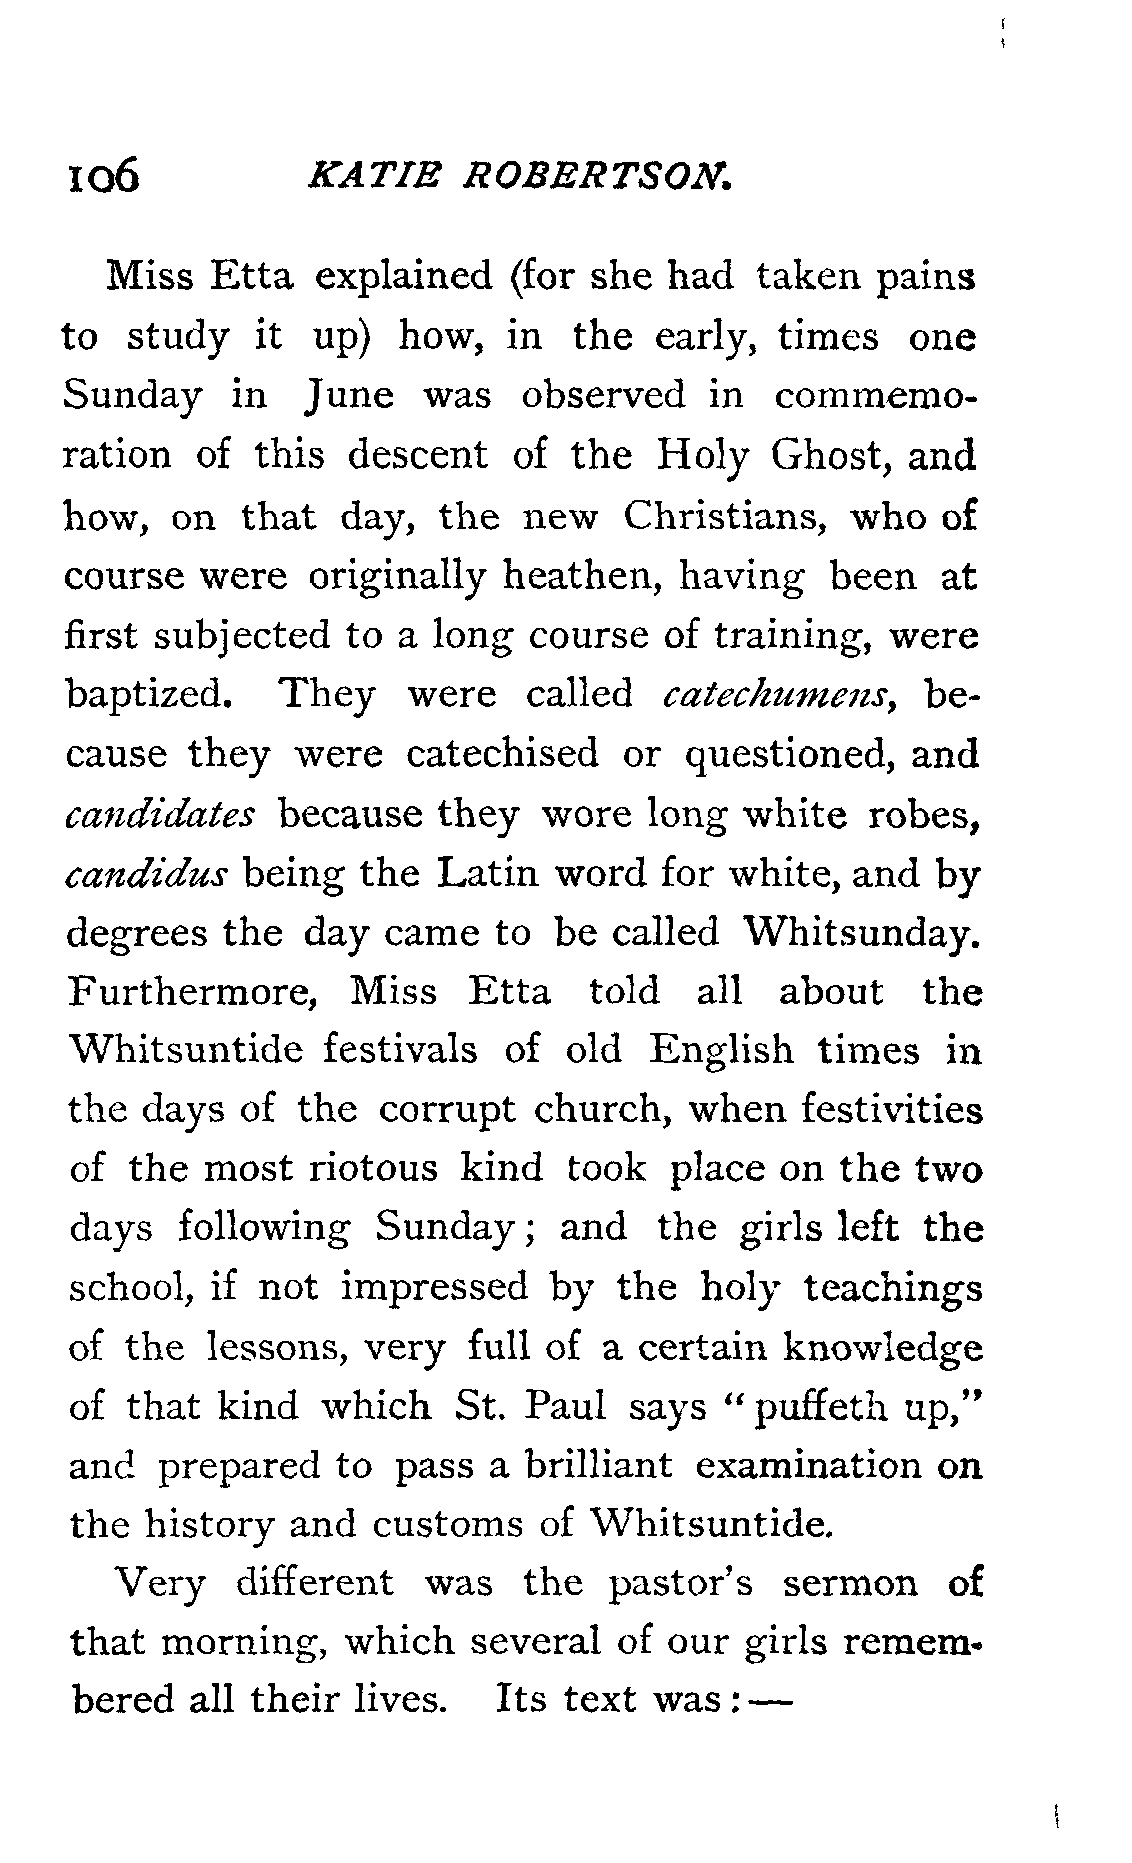 106 KATIE ROBERTSON.
Miss Etta explained (for she had taken pains
to study it up) how, in the early, times one
Sunday in June was observed in commemo-
ration of this descent of the Holy Ghost, and
how, on that day, the new Christians, who of
course were originally heathen, having been at
first subjected to a long course of training, were
baptized. They were called catechumens, be-
cause they were catechised or questioned, and
candidates because they wore long white robes,
candidus being the Latin word for white, and by
degrees the day came to be called Whitsunday.
Furthermore, Miss Etta told all about the
Whitsuntide festivals of old English times in
the days of the corrupt church, when festivities
of the most riotous kind took place on the two
days following Sunday ; and the girls left the
school, if not impressed by the holy teachings
of the lessons, very full of a certain knowledge
of that kind which St. Paul says " puffeth up,"
and prepared to pass a brilliant examination on
the history and customs of Whitsuntide.
Very different was the pastor's sermon of
that morning, which several of our girls remem-
bered all their lives. Its text was :—